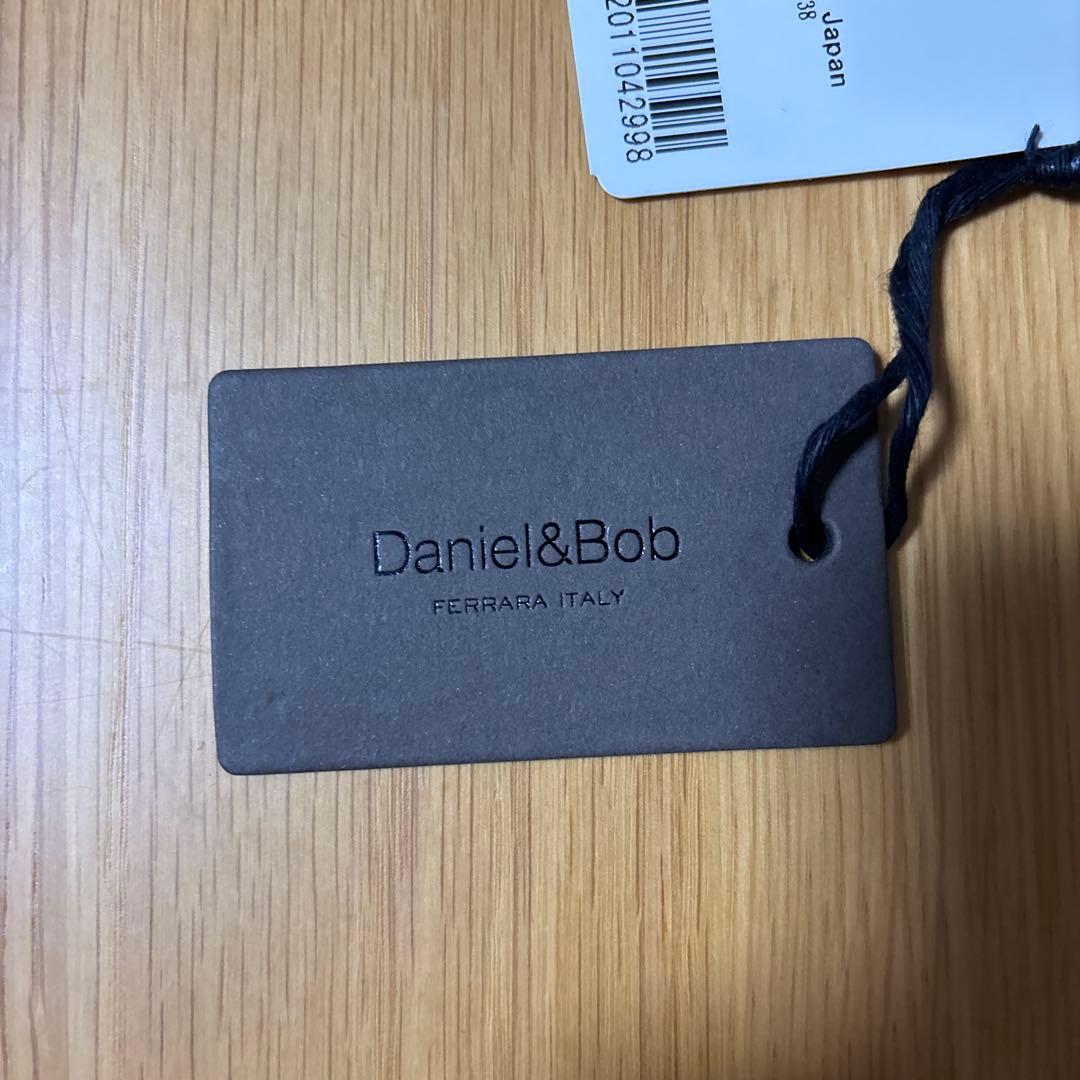 Japan
38
2011042998
Daniel&Bob
FERRARA ITALY